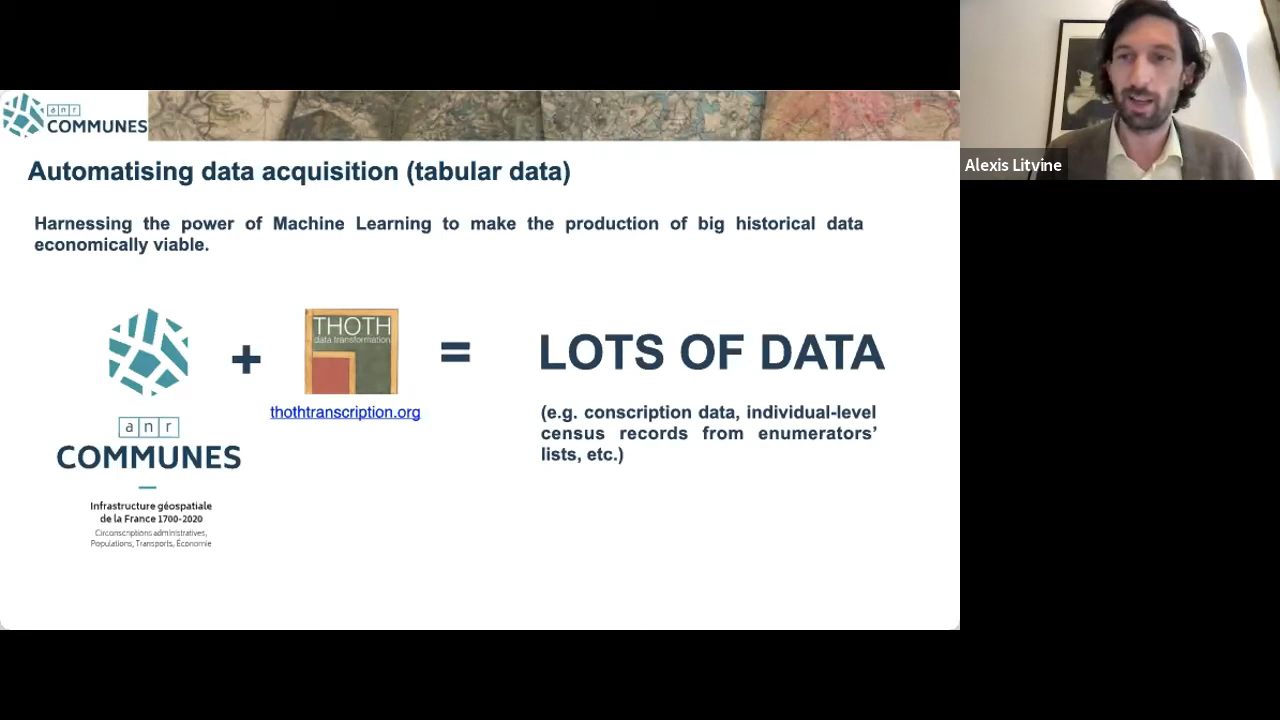 anr
COMMUNES
Automatising data acquisition (tabular data)
Harnessing the power of Machine Learning to make the production of big historical data
economically viable.
THOTH
data transformation
+
=
LOTS OF DATA
thothtranscription.org
(e.g. conscription data, individual-level
census records from enumerators’
lists, etc.)
anr
COMMUNES
Infrastructure géospatiale
de la France 1700-2020
Circonscriptions administratives,
Populations, Transports, Économie
Alexis Litvine